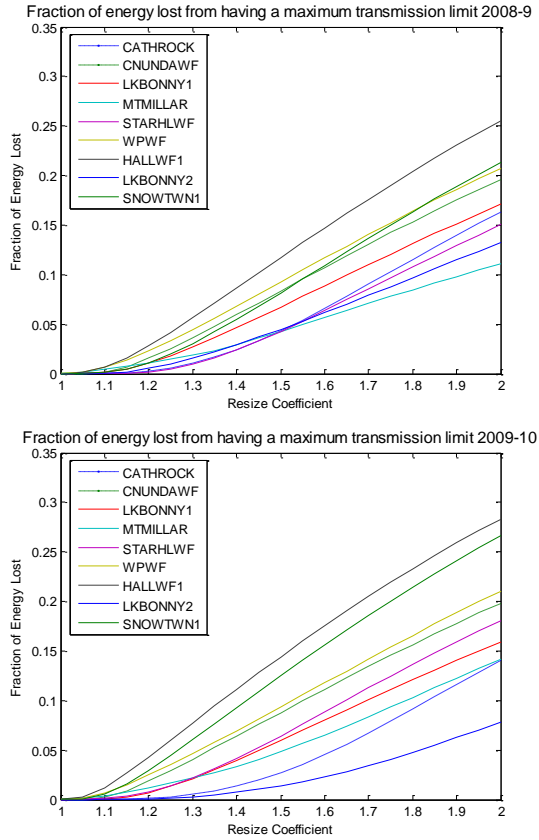 Fraction of energy lost from having a maximum transmission limit 2008-9
0.35
0.3
0.25
0.2
0.15
0.1
0.05
0
Fraction of Energy Lost
CATHROCK
CNUNDAWF
LKBONNY1
MTMILLAR
STARHLWF
WPWF
HALLWF1
LKBONNY2
SNOWTWN1
1 1.1 1.2 1.3 1.4 1.5 1.6 1.7 1.8 1.9 2
Resize Coefficient
Fraction of energy lost from having a maximum transmission limit 2009-10
0.35
0.3
0.25
0.2
0.15
0.1
0.05
0
Fraction of Energy Lost
CATHROCK
CNUNDAWF
LKBONNY1
MTMILLAR
STARHLWF
WPWF
HALLWF1
LKBONNY2
SNOWTWN1
1 1.1 1.2 1.3 1.4 1.5 1.6 1.7 1.8 1.9 2
Resize Coefficient